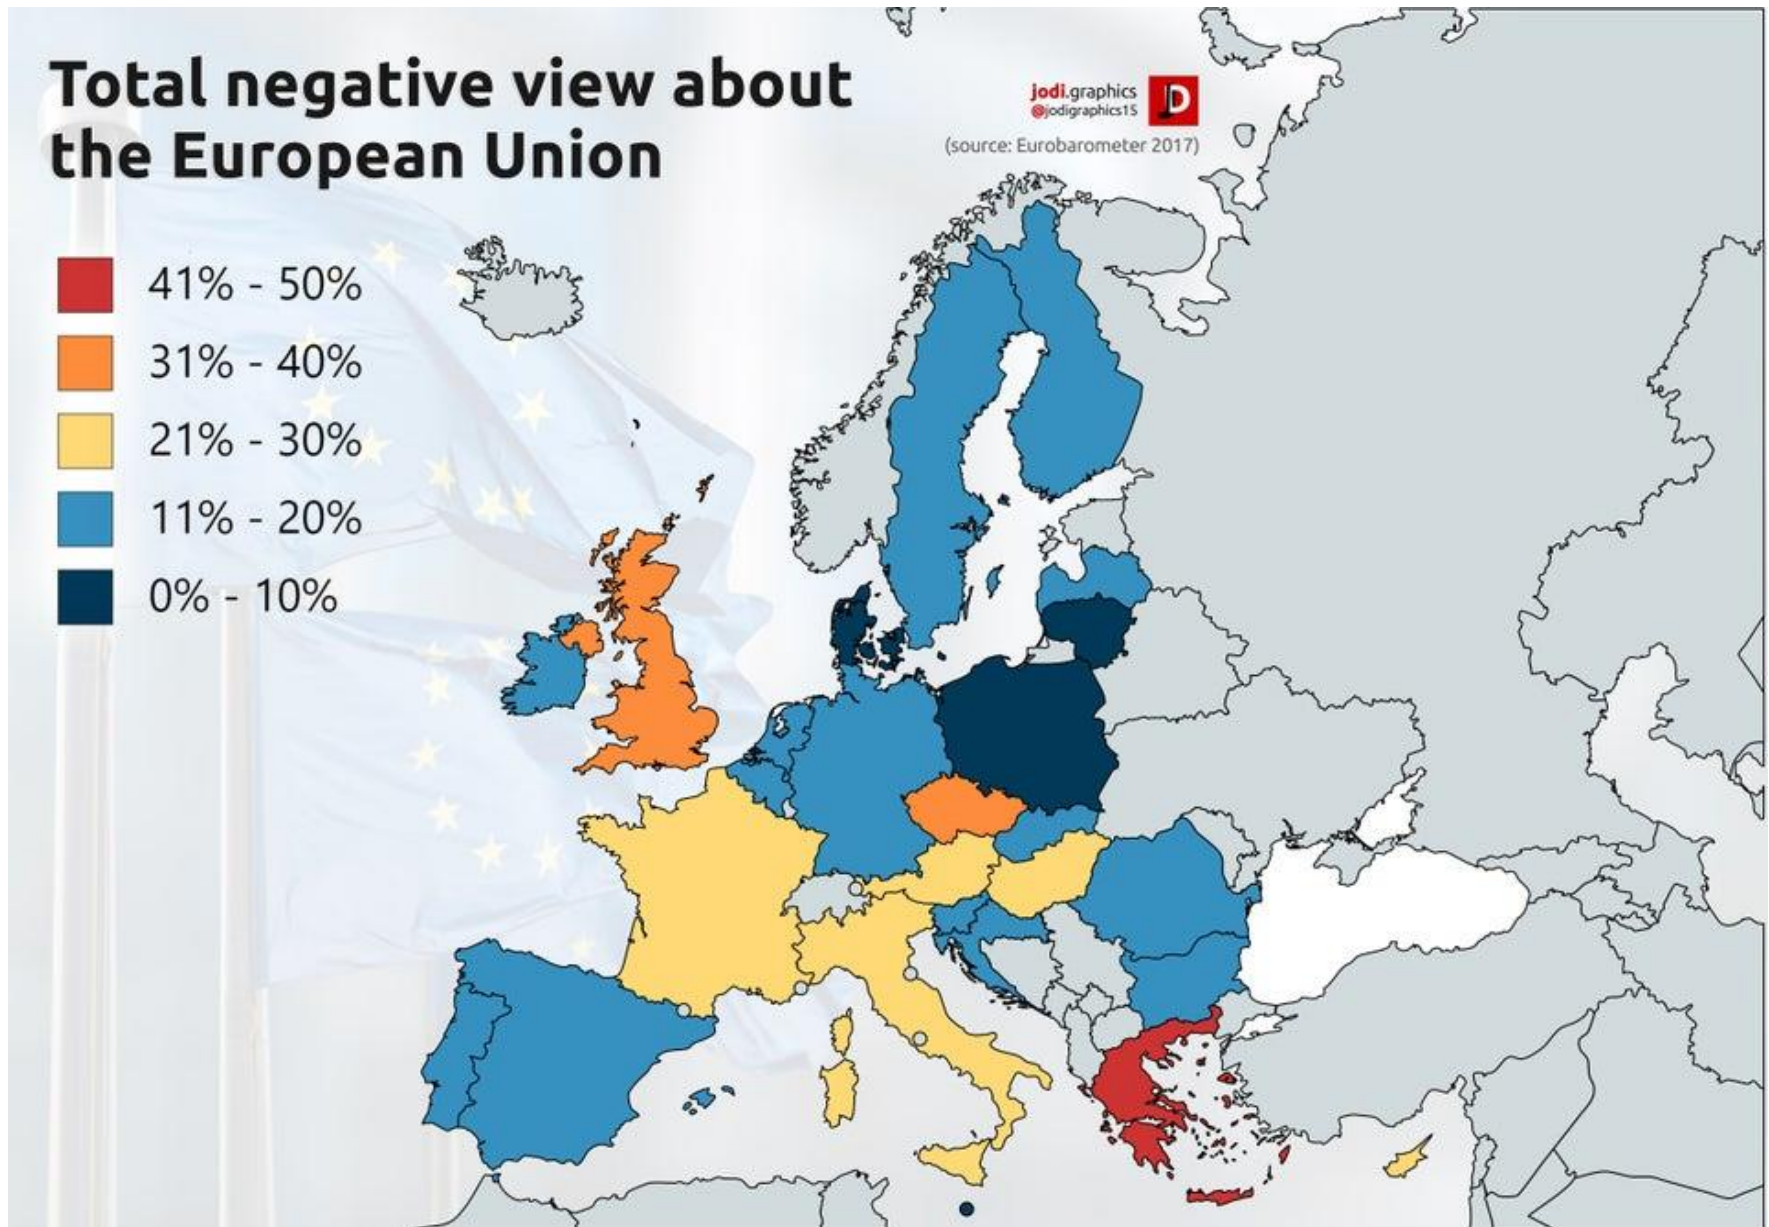 Total negative view about
the European Union
jodi.graphics
@jodigraphics15
JD
(source: Eurobarometer 2017)
41% - 50%
31% - 40%
21% - 30%
11% - 20%
0% - 10%